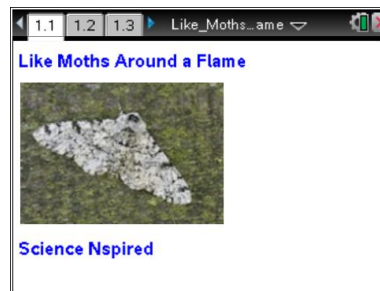 1.1 1.2 1.3 Like_Moths…ame
Like Moths Around a Flame
Science Nspired